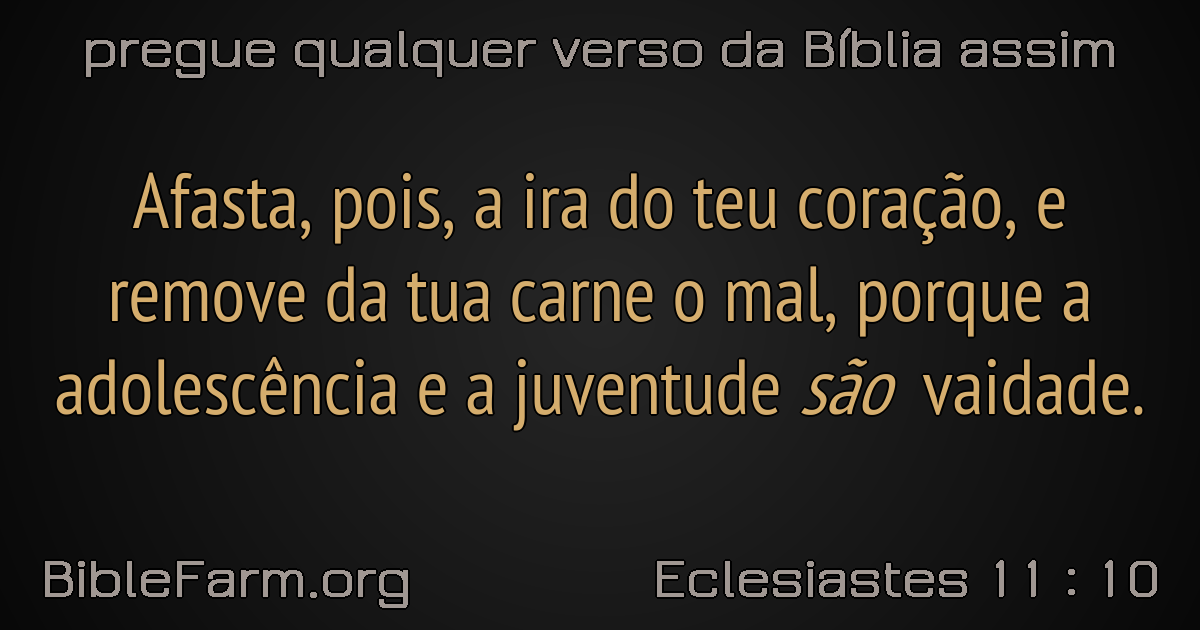 pregue qualquer verso da Bíblia assim
Afasta, pois, a ira do teu coração, e
remove da tua carne o mal, porque a
adolescência e a juventude são vaidade.
BibleFarm.org
Eclesiastes 11 : 10